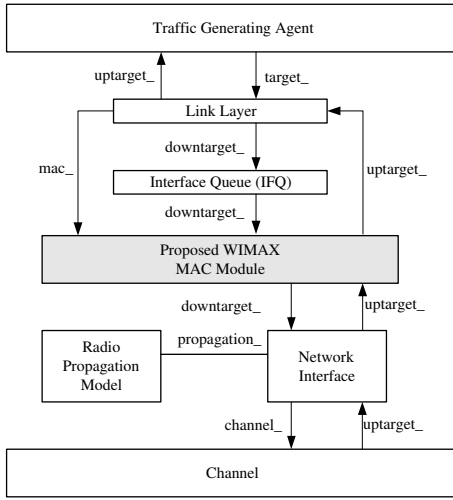 Traffic Generating Agent
uptarget_
target_
Link Layer
mac_
downtarget_
uptarget_
Interface Queue (IFQ)
downtarget_
Proposed WIMAX
MAC Module
downtarget_
uptarget_
Radio
Propagation
Model
propagation_
Network
Interface
channel_
uptarget_
Channel